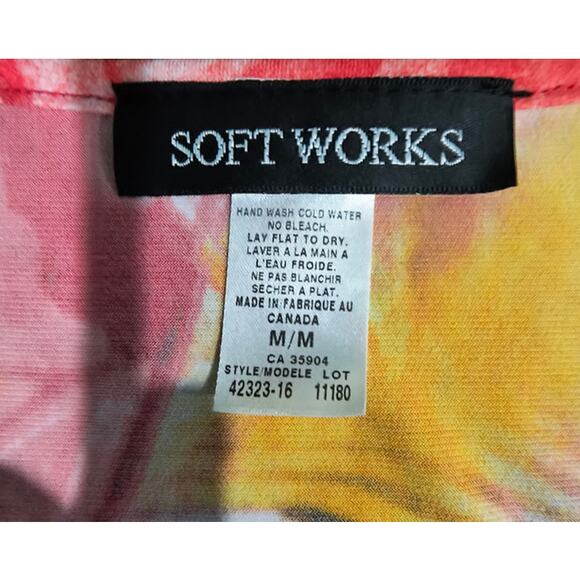 SOFT WORKS
HAND WASH COLD WATER
NO BLEACH.
LAY FLAT TO DRY.
LAVER A LA MAIN A
L'EAU FROIDE.
NE PAS BLANCHIR
SECHER A PLAT.
MADE IN/FABRIQUE AU
CANADA
M/M
CA 35904
STYLE/MODELE LOT
42323-16 11180